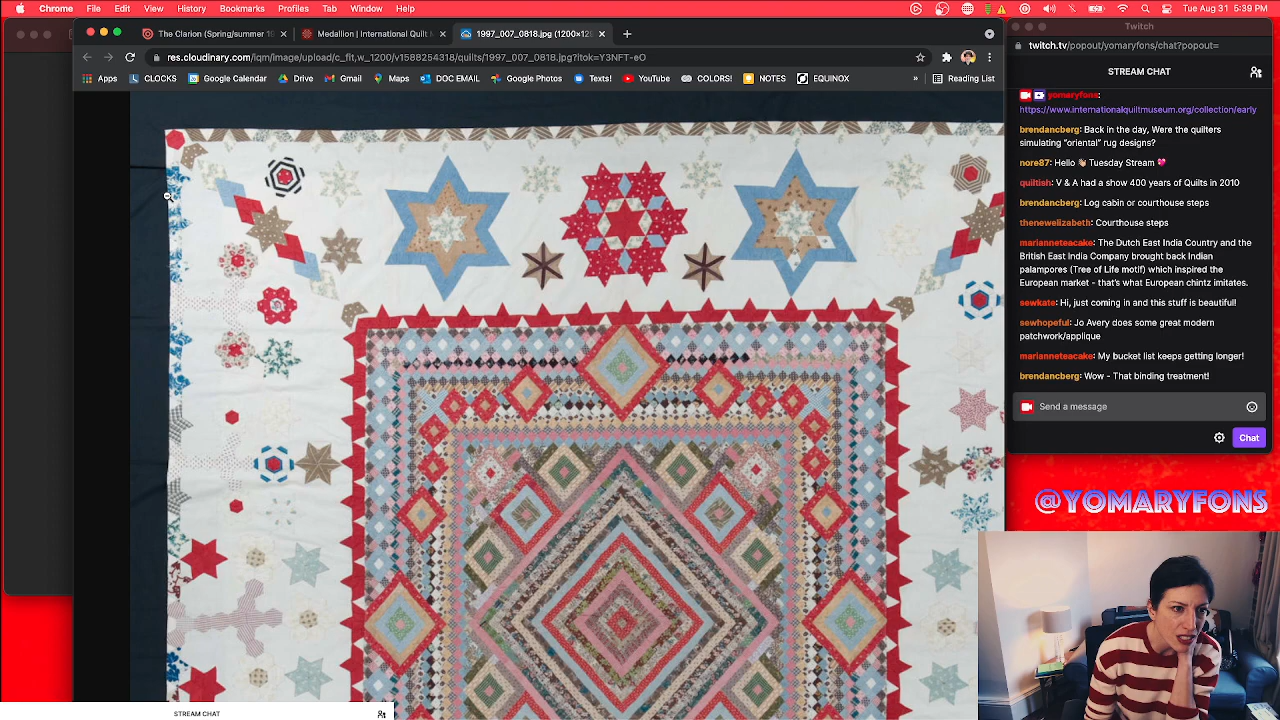 Chrome File Edit View History Bookmarks Profiles Tab Window Help Tue Aug 31 5:39 PM
The Clarion (Spring/summer 19 Medallion | International Quilt M 1997_007_0818.jpg (1200×126
res.cloudinary.com/iqm/image/upload/c_fit,w_1200/v1588254318/quilts/1997_007_0818.jpg?itok=Y3NFT-eO
Apps CLOCKS Google Calendar Drive Gmail Maps DOC EMAIL Google Photos Texts! YouTube COLORS! NOTES EQUINOX » Reading List
Twitch
twitch.tv/popout/yomaryfons/chat?popout=
STREAM CHAT
yomaryfons:
https://www.internationalquiltmuseum.org/collection/early
brendancberg: Back in the day, Were the quilters
simulating “oriental” rug designs?
nore87: Hello 👋 Tuesday Stream 💖
quiltish: V & A had a show 400 years of Quilts in 2010
brendancberg: Log cabin or courthouse steps
thenewelizabeth: Courthouse steps
marianneteacake: The Dutch East India Country and the
British East India Company brought back Indian
palampores (Tree of Life motif) which inspired the
European market - that's what European chintz imitates.
sewkate: Hi, just coming in and this stuff is beautiful!
sewhopeful: Jo Avery does some great modern
patchwork/applique
marianneteacake: My bucket list keeps getting longer!
brendancberg: Wow - That binding treatment!
Send a message
Chat
@YOMARYFONS
STREAM CHAT